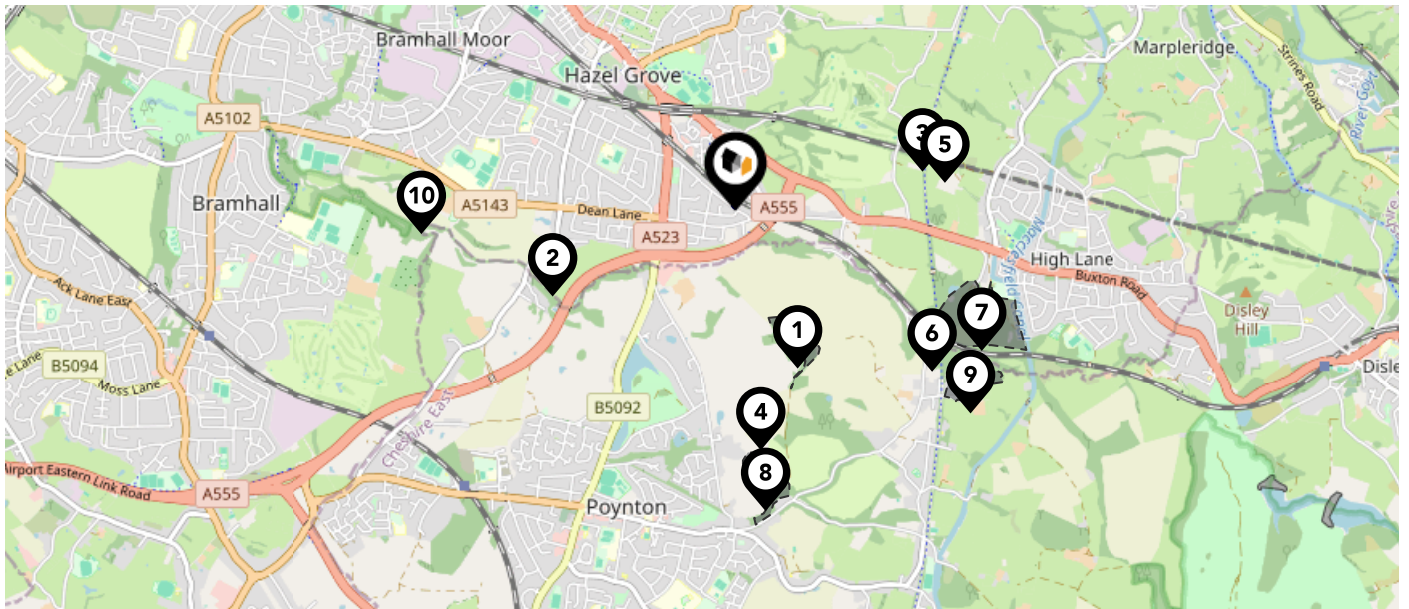 Bramhall Moor
Marpleridge
Hazel Grove
Strines Road
River Goyt
A5102
3
5
10
Bramhall
A5143
Dean Lane
A555
A523
Macclesfield Canal
2
High Lane
Buxton Road
Ack Lane East
1
7
6
Disley
Hill
B5094
Moss Lane
9
Disle
B5092
4
Cheshire East
8
Airport Eastern Link Road
A555
Poynton